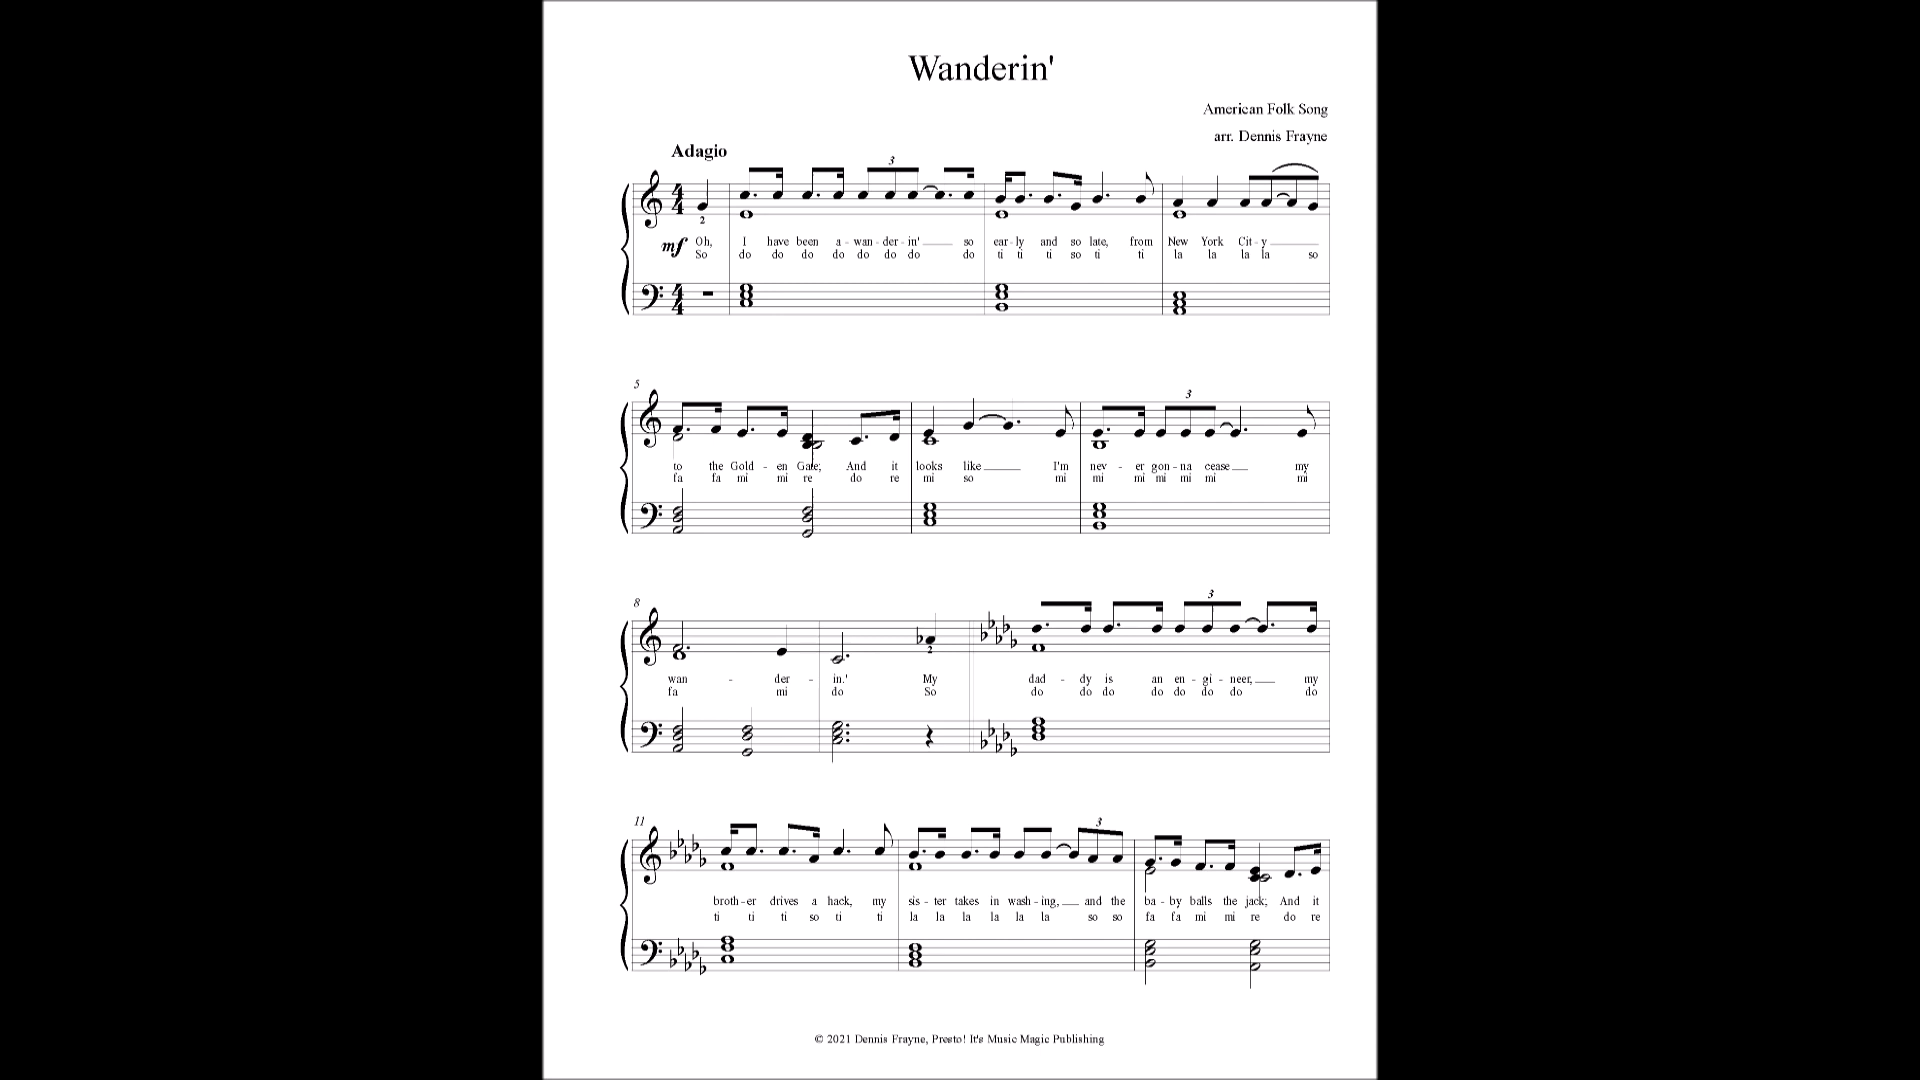 Wanderin'
American Folk Song
arr. Dennis Frayne
Adagio
3
2
mf Oh, I have been a - wan - der - in' so ear - ly and so late, from New York Cit - y
So do do do do do do do do ti ti ti so ti ti la la la la so
5
3
to the Gold - en Gate; And it looks like I'm nev - er gon - na cease my
fa fa mi mi re do re mi so mi mi mi mi mi mi mi
8
3
2
wan - der - in.' My dad - dy is an en - gi - neer, my
fa mi do So do do do do do do do do
11
3
broth - er drives a hack, my sis - ter takes in wash - ing, and the ba - by balls the jack; And it
ti ti ti so ti ti la la la la la la so so fa fa mi mi re do re
© 2021 Dennis Frayne, Presto! It's Music Magic Publishing